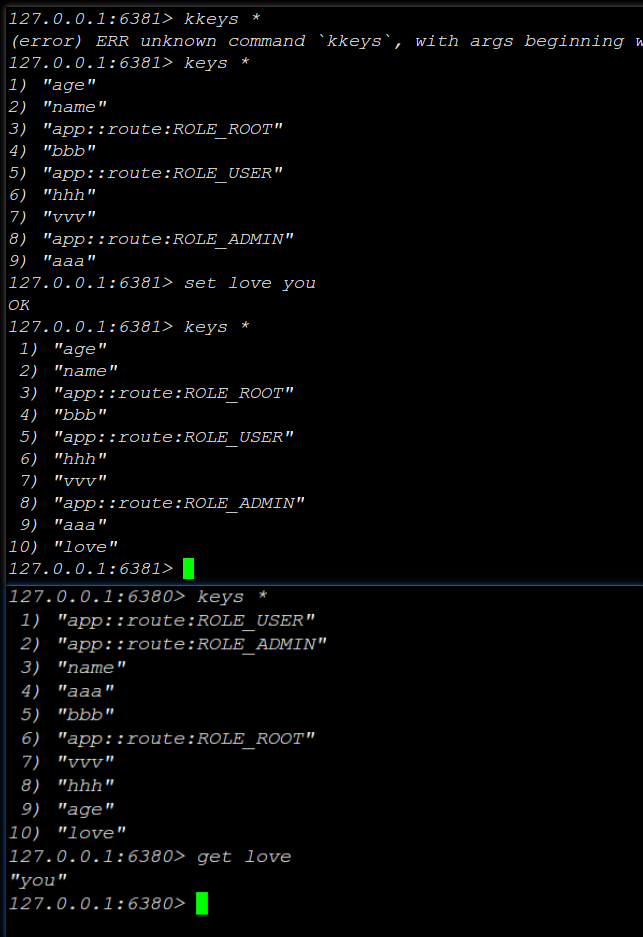 127.0.0.1:6381> kkeys *
(error) ERR unknown command `kkeys`, with args beginning
127.0.0.1:6381> keys *
1) "age"
2) "name"
3) "app::route:ROLE_ROOT"
4) "bbb"
5) "app::route:ROLE_USER"
6) "hhh"
7) "vvv"
8) "app::route:ROLE_ADMIN"
9) "aaa"
127.0.0.1:6381> set love you
OK
127.0.0.1:6381> keys *
1) "age"
2) "name"
3) "app::route:ROLE_ROOT"
4) "bbb"
5) "app::route:ROLE_USER"
6) "hhh"
7) "vvv"
8) "app::route:ROLE_ADMIN"
9) "aaa"
10) "love"
127.0.0.1:6381>
127.0.0.1:6380> keys *
1) "app::route:ROLE_USER"
2) "app::route:ROLE_ADMIN"
3) "name"
4) "aaa"
5) "bbb"
6) "app::route:ROLE_ROOT"
7) "vvv"
8) "hhh"
9) "age"
10) "love"
127.0.0.1:6380> get love
"you"
127.0.0.1:6380>